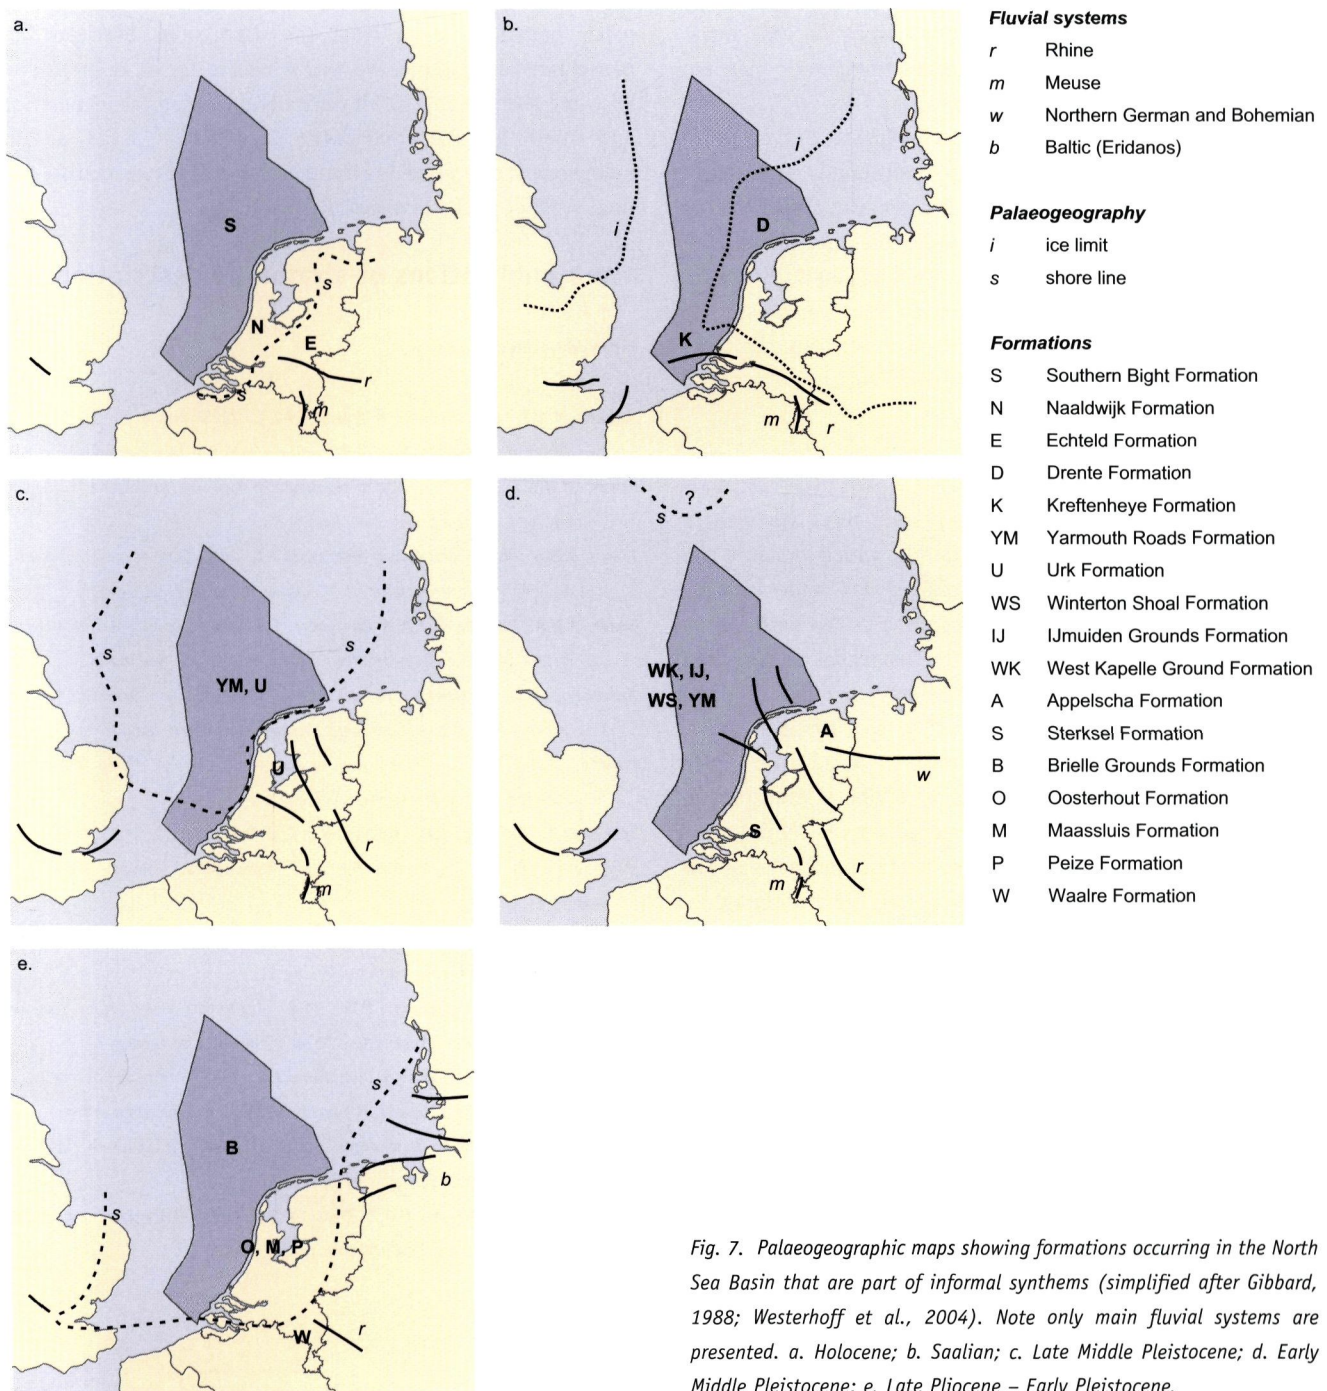 a.
S
N
s
E
r
s
m
b.
i
i
D
K
m
r
c.
s
s
YM, U
U
r
m
d.
?
s
WK, IJ,
WS, YM
A
w
S
r
m
e.
s
B
b
s
O, M, P
W
r
Fluvial systems
r Rhine
m Meuse
w Northern German and Bohemian
b Baltic (Eridanos)
Palaeogeography
i ice limit
s shore line
Formations
S Southern Bight Formation
N Naaldwijk Formation
E Echteld Formation
D Drente Formation
K Kreftenheye Formation
YM Yarmouth Roads Formation
U Urk Formation
WS Winterton Shoal Formation
IJ IJmuiden Grounds Formation
WK West Kapelle Ground Formation
A Appelscha Formation
S Sterksel Formation
B Brielle Grounds Formation
O Oosterhout Formation
M Maassluis Formation
P Peize Formation
W Waalre Formation
Fig. 7. Palaeogeographic maps showing formations occurring in the North
Sea Basin that are part of informal synthems (simplified after Gibbard,
1988; Westerhoff et al., 2004). Note only main fluvial systems are
presented. a. Holocene; b. Saalian; c. Late Middle Pleistocene; d. Early
Middle Pleistocene; e. Late Pliocene – Early Pleistocene.